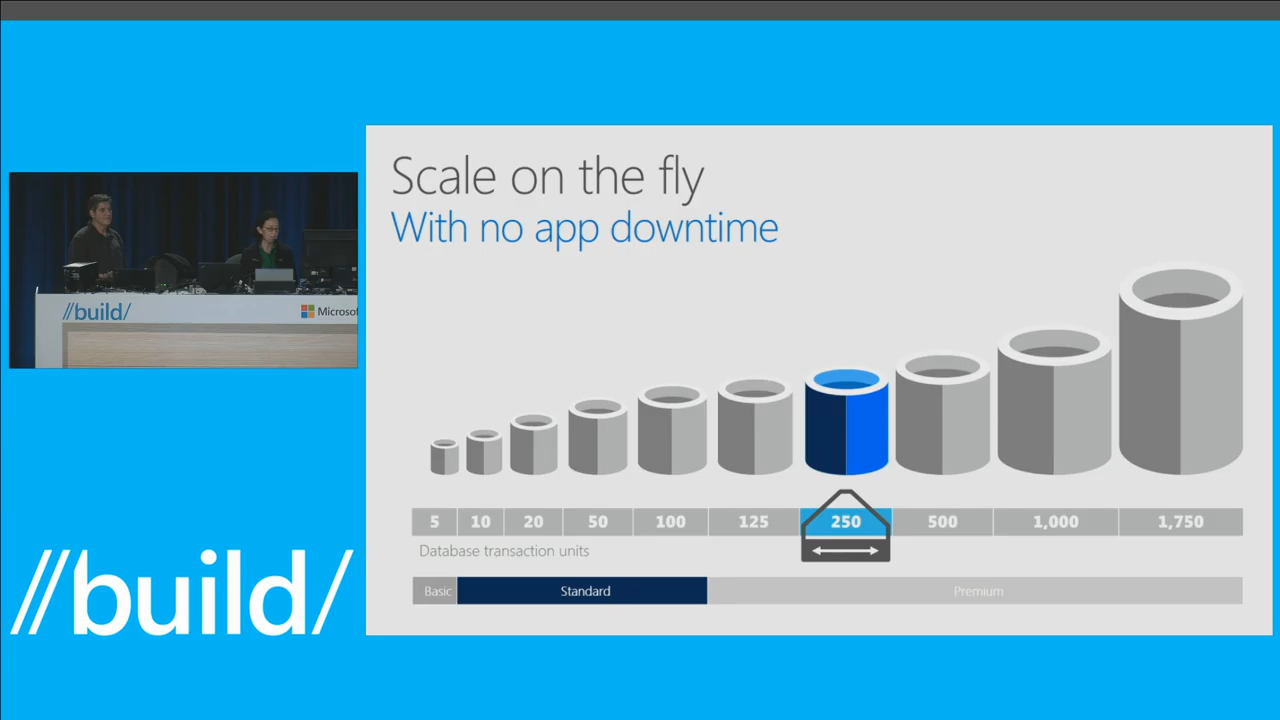 Scale on the fly
With no app downtime
//build/
Microsof
5 10 20 50 100 125 250 500 1,000 1,750
Database transaction units
Basic Standard Premium
//build/